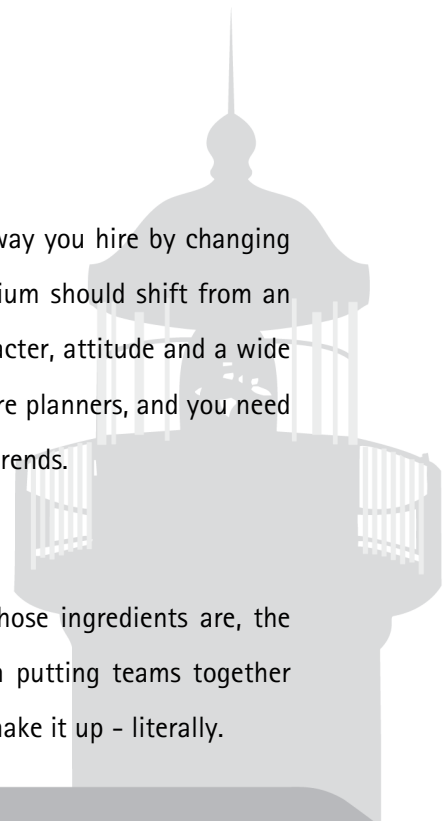 way you hire by changing
ium should shift from an
acter, attitude and a wide
re planners, and you need
rends.
hose ingredients are, the
putting teams together
ake it up - literally.